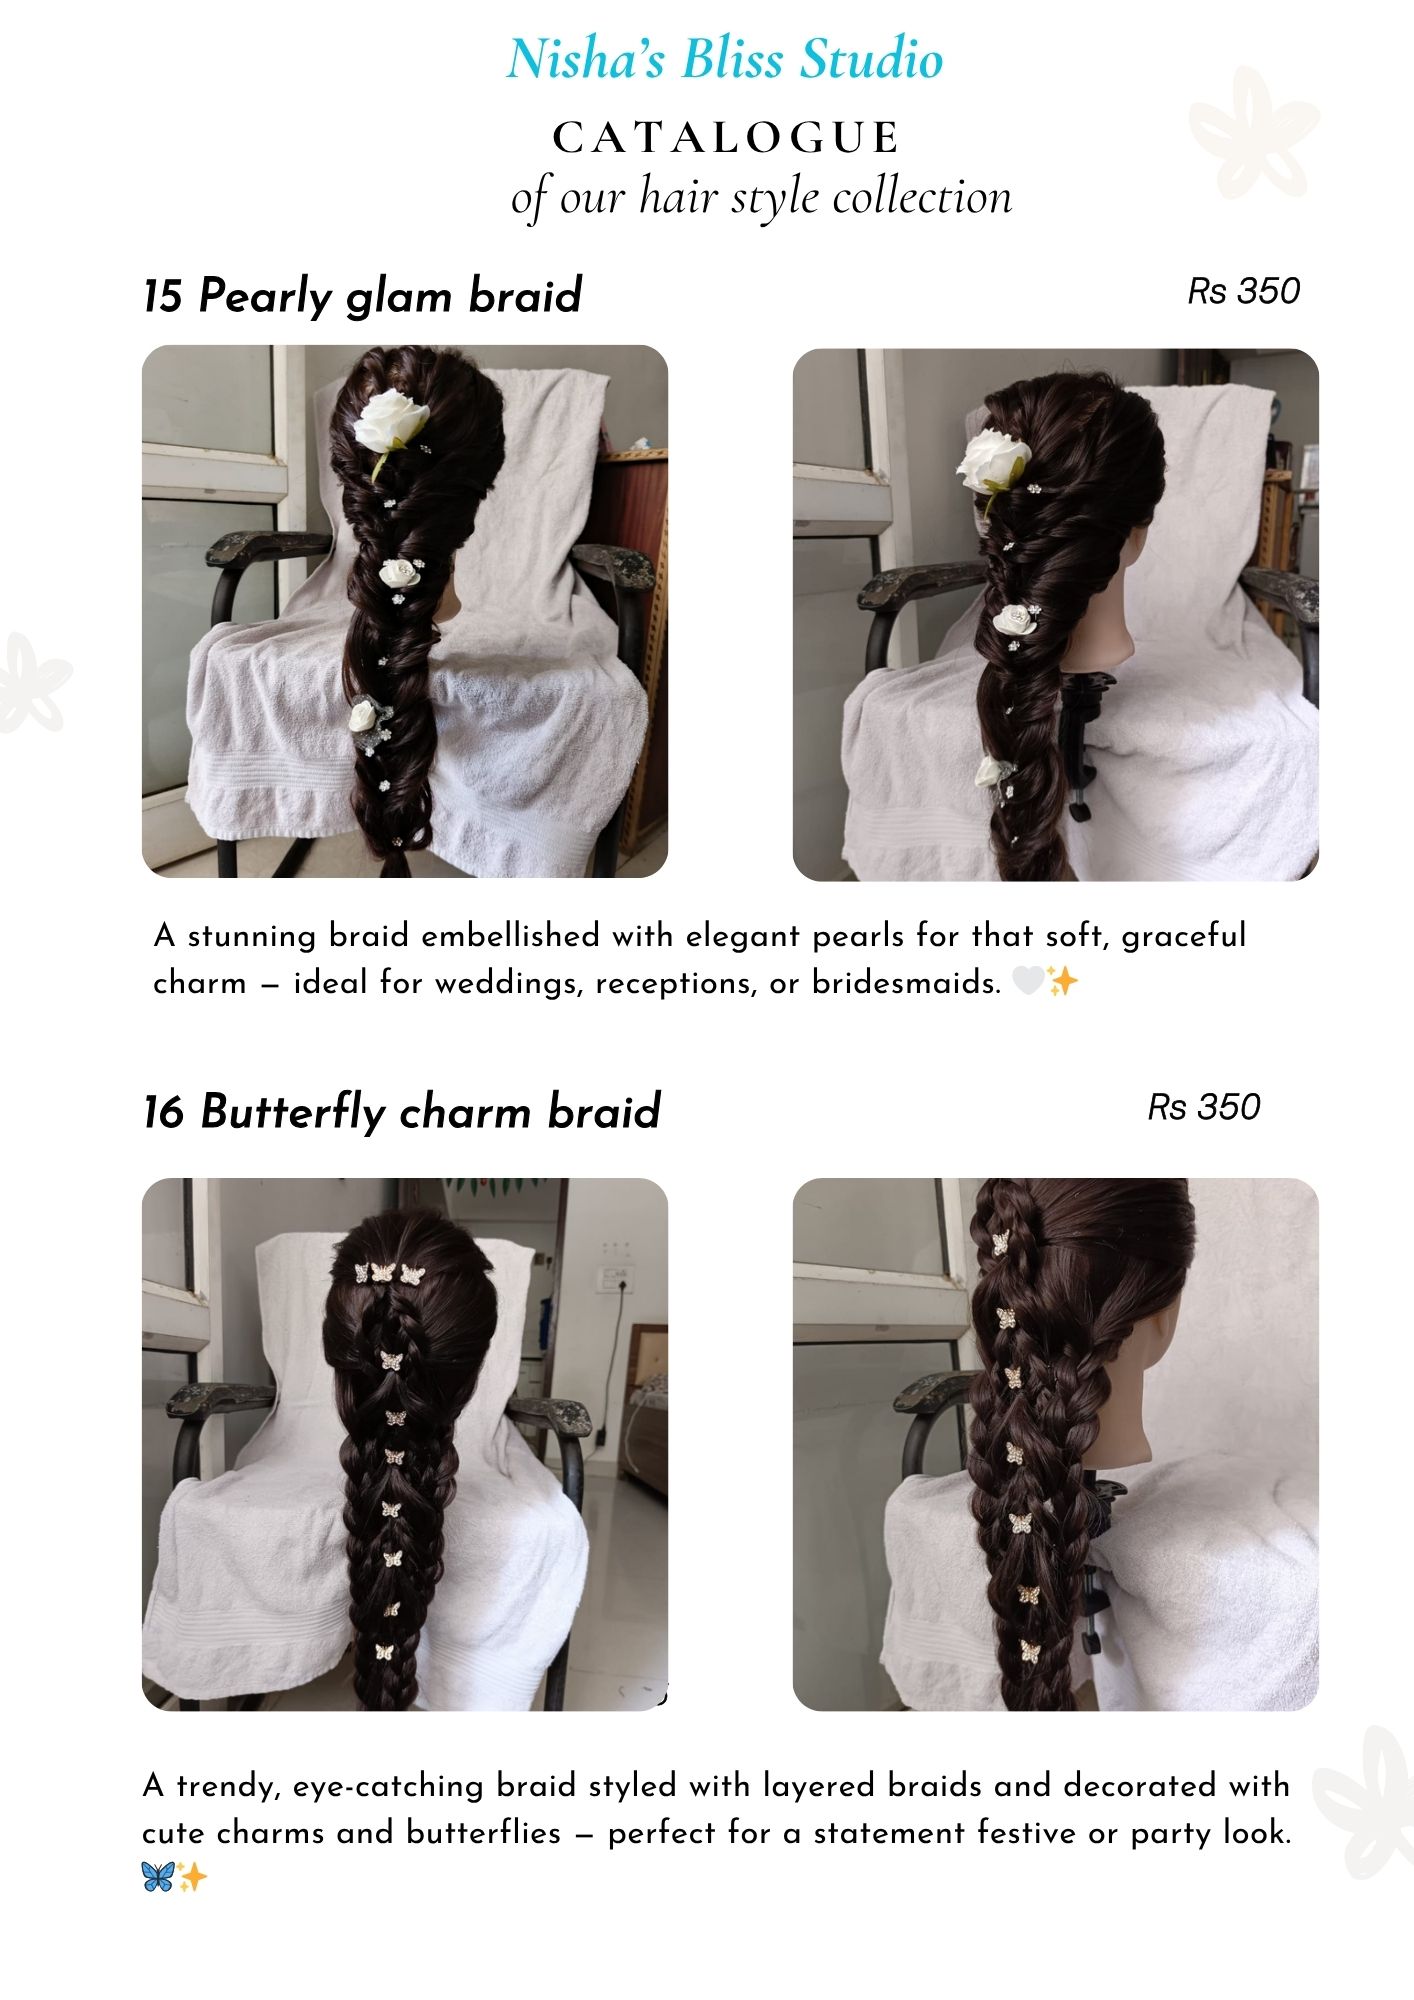 Nisha's Bliss Studio
CATALOGUE
of our hair style collection
15 Pearly glam braid
Rs 350
A stunning braid embellished with elegant pearls for that soft, graceful
charm – ideal for weddings, receptions, or bridesmaids. 🤍✨
16 Butterfly charm braid
Rs 350
A trendy, eye-catching braid styled with layered braids and decorated with
cute charms and butterflies – perfect for a statement festive or party look.
🦋✨